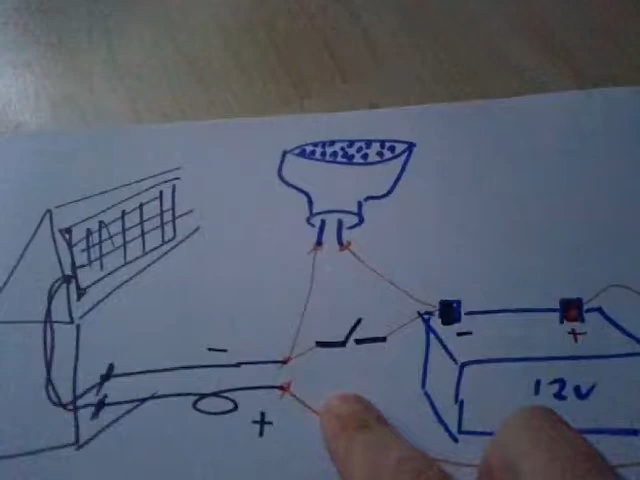 -
- +
12v
+